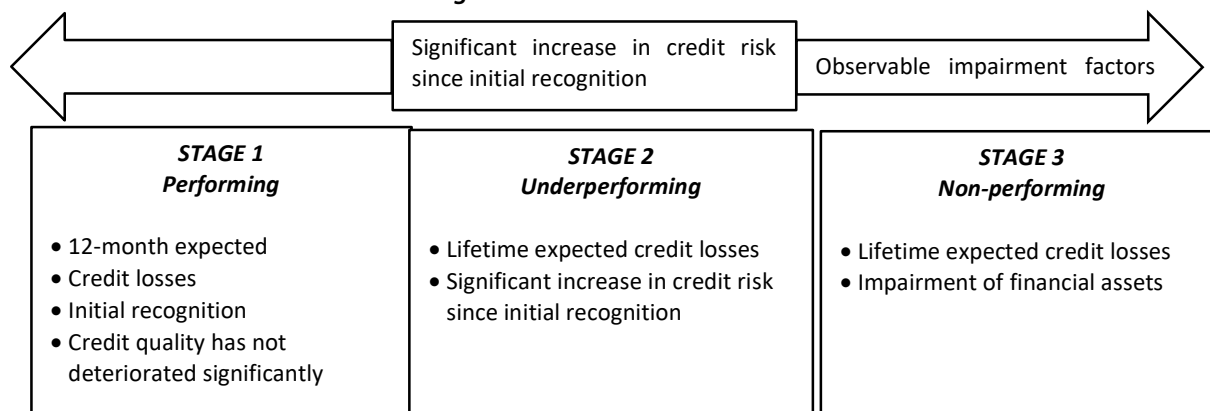 Significant increase in credit risk
since initial recognition
Observable impairment factors
STAGE 1
Performing
• 12-month expected
• Credit losses
• Initial recognition
• Credit quality has not
deteriorated significantly
STAGE 2
Underperforming
• Lifetime expected credit losses
• Significant increase in credit risk
since initial recognition
STAGE 3
Non-performing
• Lifetime expected credit losses
• Impairment of financial assets